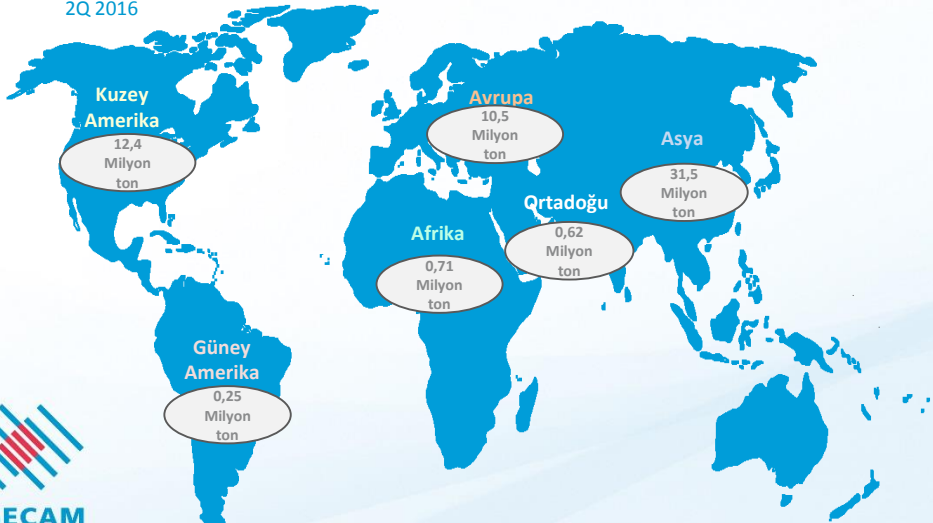 2Q 2016
Kuzey
Amerika
12,4
Milyon
ton
Avrupa
10,5
Milyon
ton
Asya
31,5
Milyon
ton
Qrtadoğu
0,62
Milyon
ton
Afrika
0,71
Milyon
ton
Güney
Amerika
0,25
Milyon
ton
ECAM